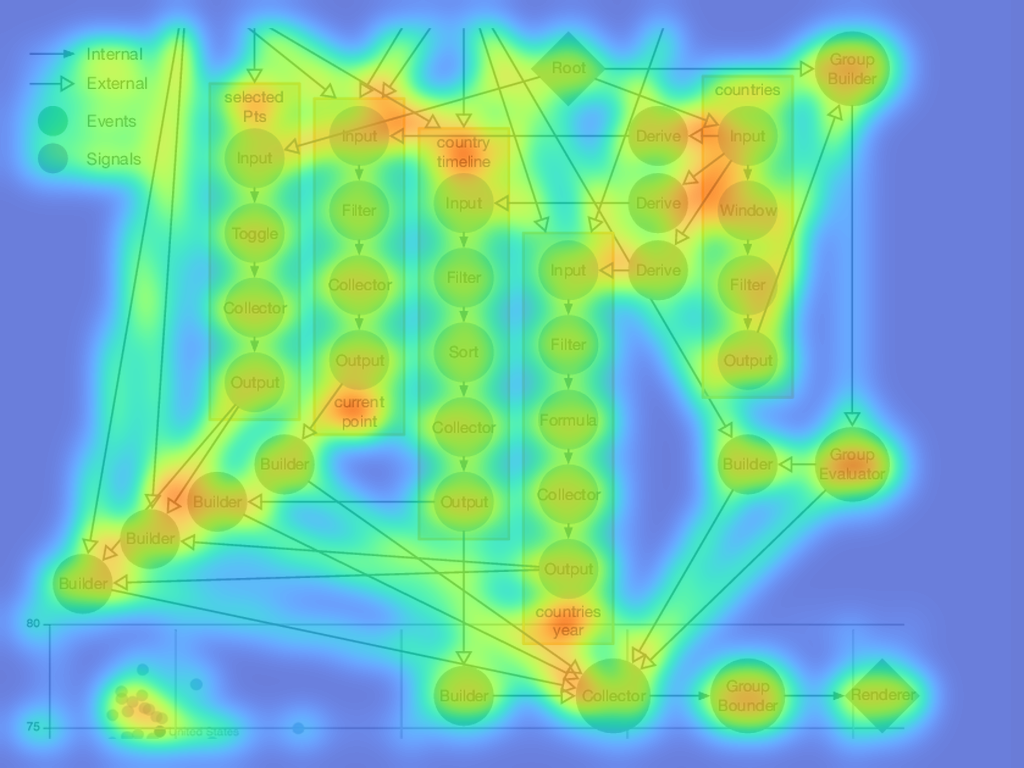 Internal
External
Events
Signals
Root
Group
Builder
selected
Pts
Input
Toggle
Collector
Output
Input
Filter
Collector
Output
current
point
country
timeline
Input
Filter
Sort
Collector
Output
Input
Filter
Formula
Collector
Output
countries
year
Derive
Derive
Derive
countries
Input
Window
Filter
Output
Builder
Group
Evaluator
Builder
Builder
Builder
Builder
80
Builder
Collector
Group
Bounder
Renderer
75
United States